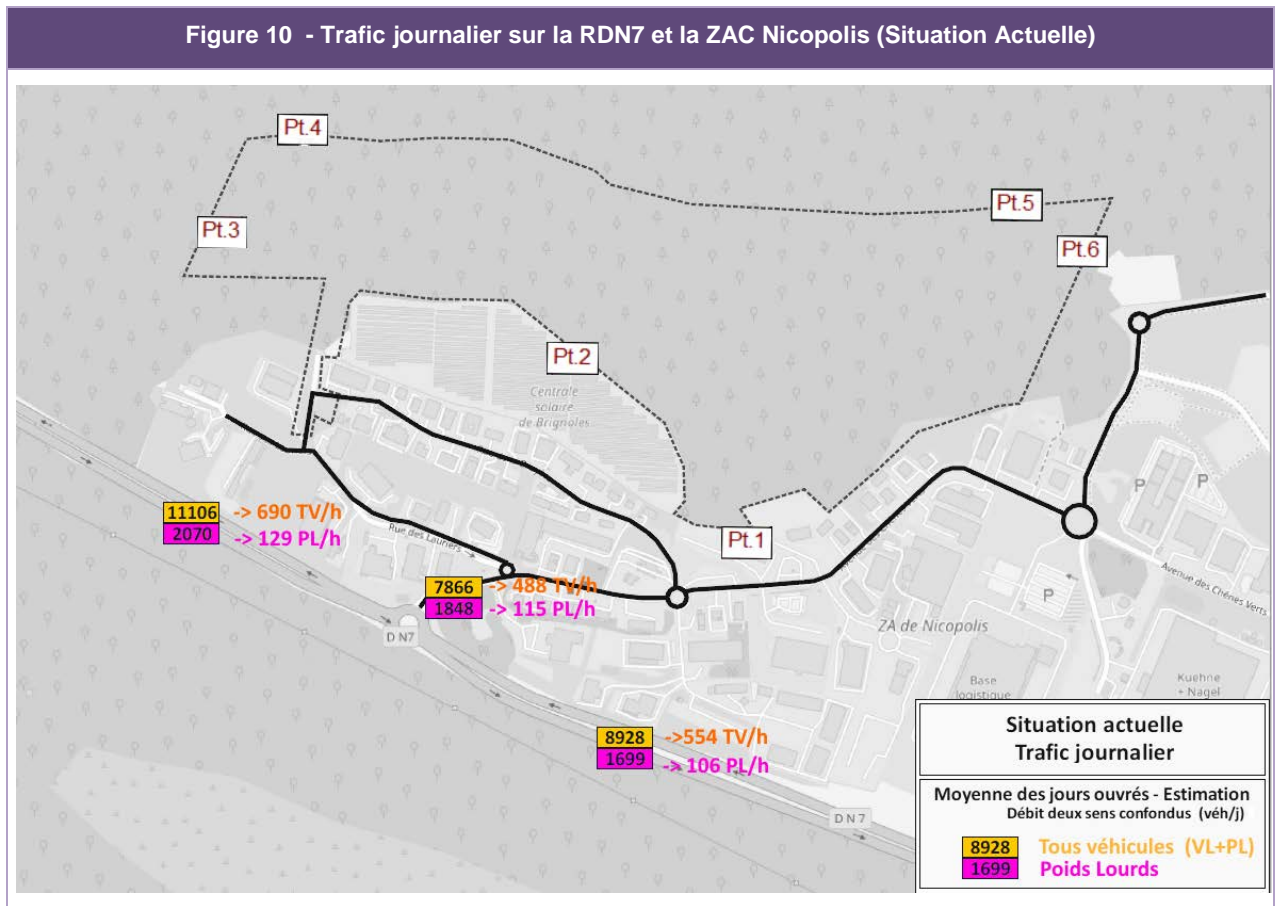 Figure 10 - Trafic journalier sur la RDN7 et la ZAC Nicopolis (Situation Actuelle)
Pt.4
Pt.5
Pt.3
Pt.6
Pt.2
Centrale
solaire
de Brignoles
P
P
11106 -> 690 TV/h
2070 -> 129 PL/h
Rue des Lauriers
Pt.1
7866 -> 488 TV/h
1848 -> 115 PL/h
Avenue des Chênes Verts
P
D N7
ZA de Nicopolis
Base
logistique
Kuehne
+ Nagel
8928 ->554 TV/h
1699 -> 106 PL/h
D N 7
Situation actuelle
Trafic journalier
Moyenne des jours ouvrés - Estimation
Débit deux sens confondus (véh/j)
8928 Tous véhicules (VL+PL)
1699 Poids Lourds